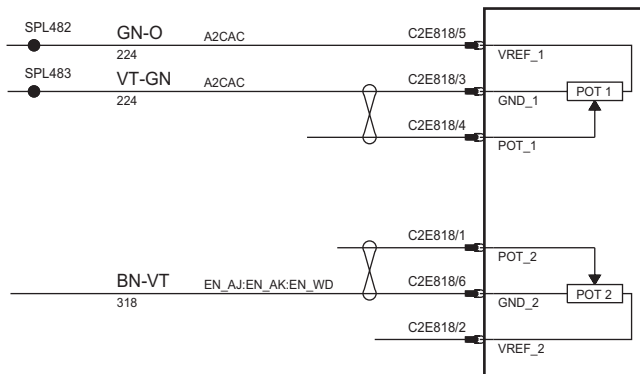 SPL482 GN-O A2CAC C2E818/5
224 VREF_1
SPL483 VT-GN A2CAC C2E818/3
224 GND_1 POT 1
C2E818/4
POT_1
C2E818/1
POT_2
BN-VT EN_AJ:EN_AK:EN_WD C2E818/6
318 GND_2 POT 2
C2E818/2
VREF_2